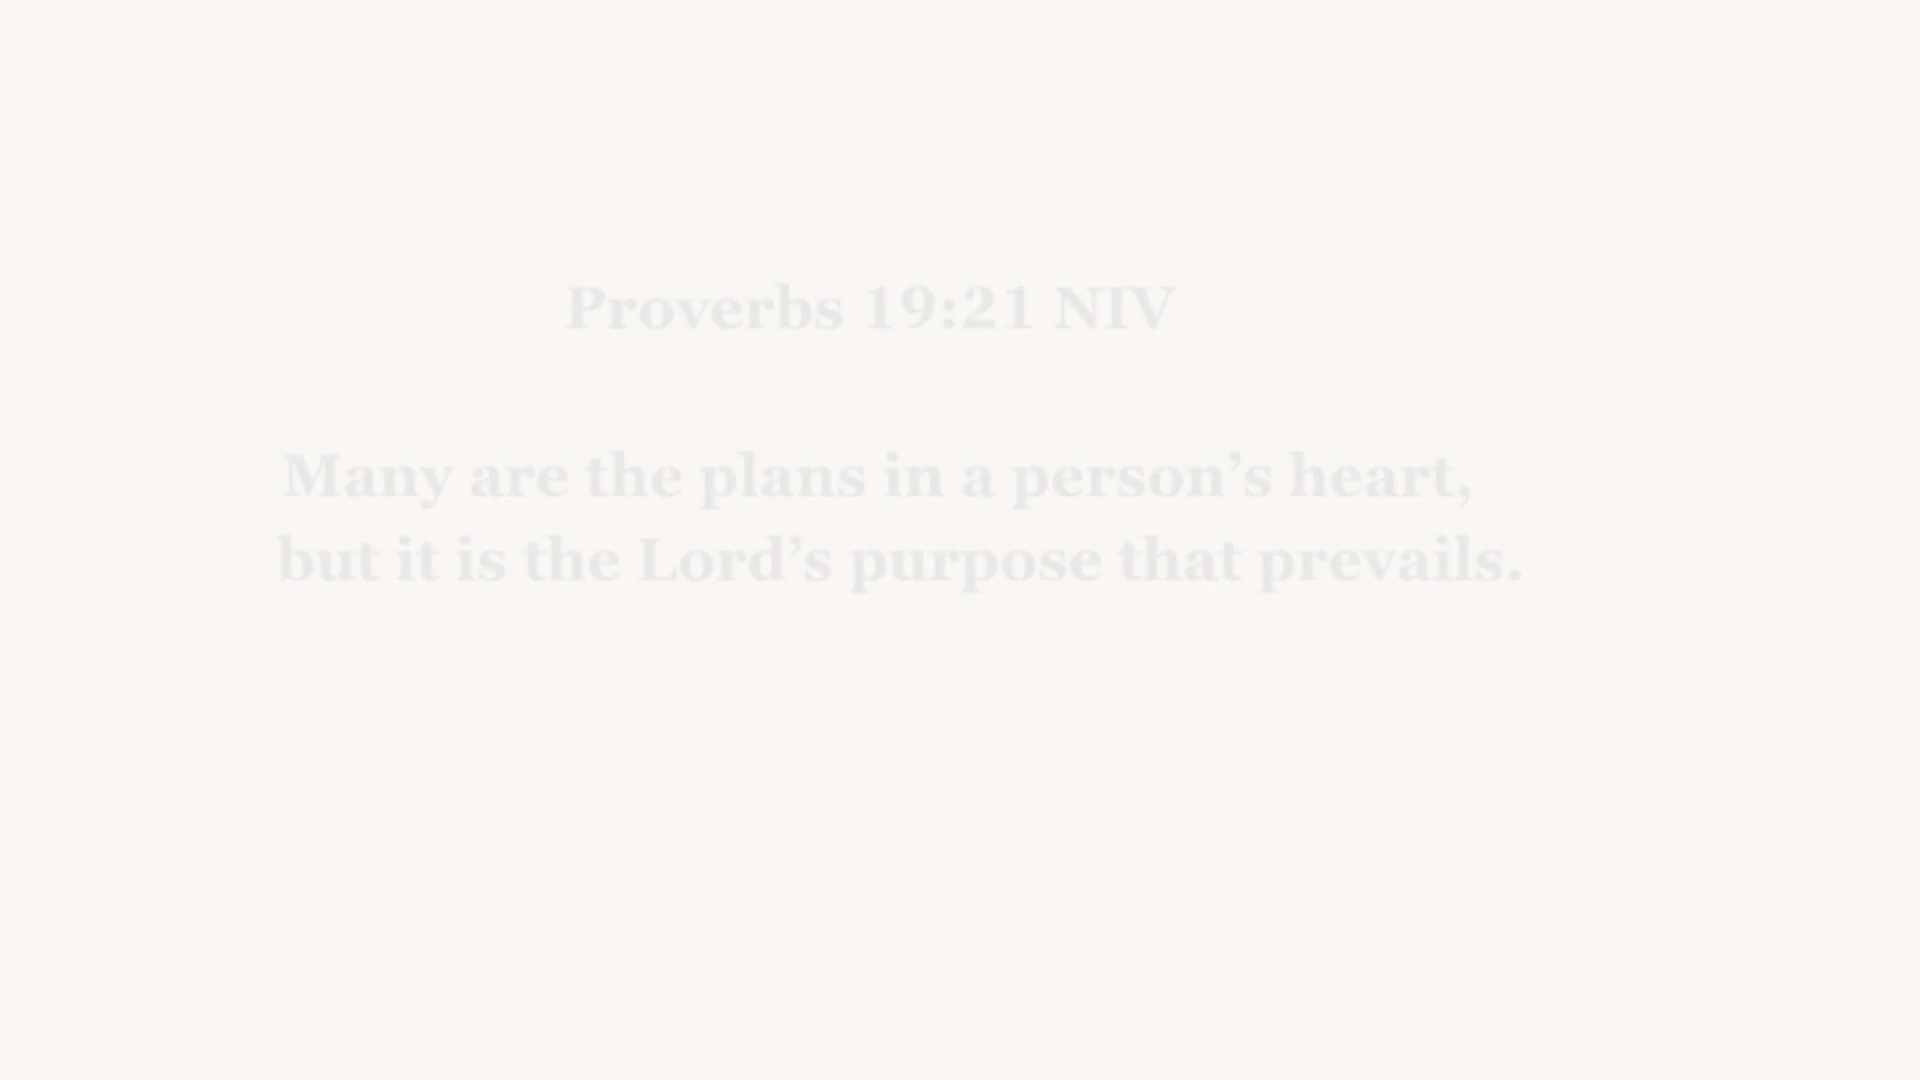 Proverbs 19:21 NIV
Many are the plans in a person’s heart,
but it is the Lord’s purpose that prevails.